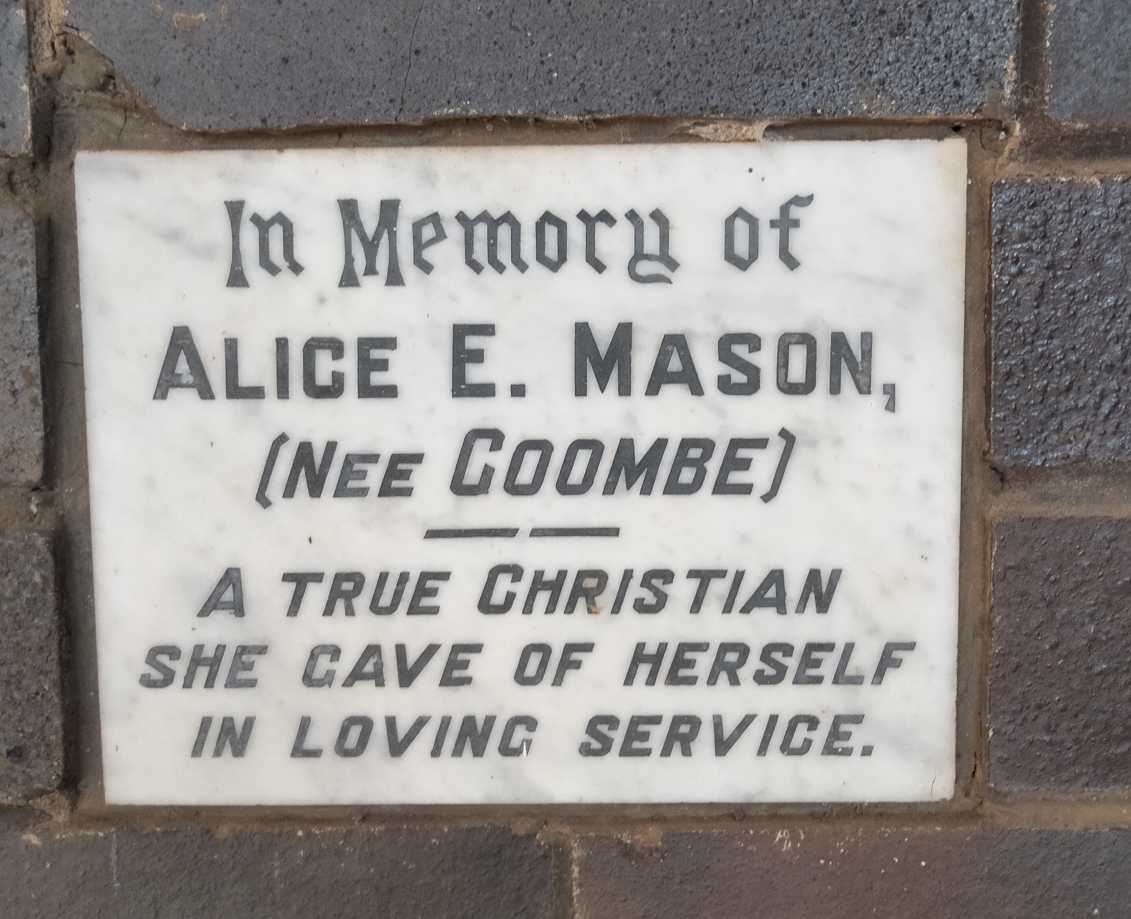 In Memory of
ALICE E. MASON,
(NEE COOMBE)
A TRUE CHRISTIAN
SHE GAVE OF HERSELF
IN LOVING SERVICE.